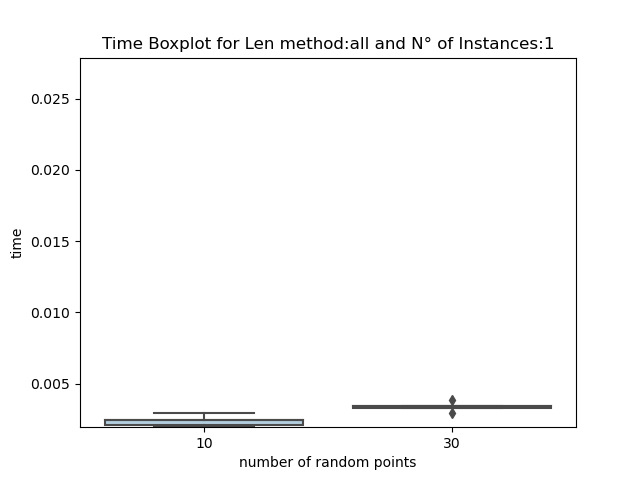 Time Boxplot for Len method:all and N° of Instances:1
0.025
0.020
0.015
0.010
0.005
time
10 30
number of random points